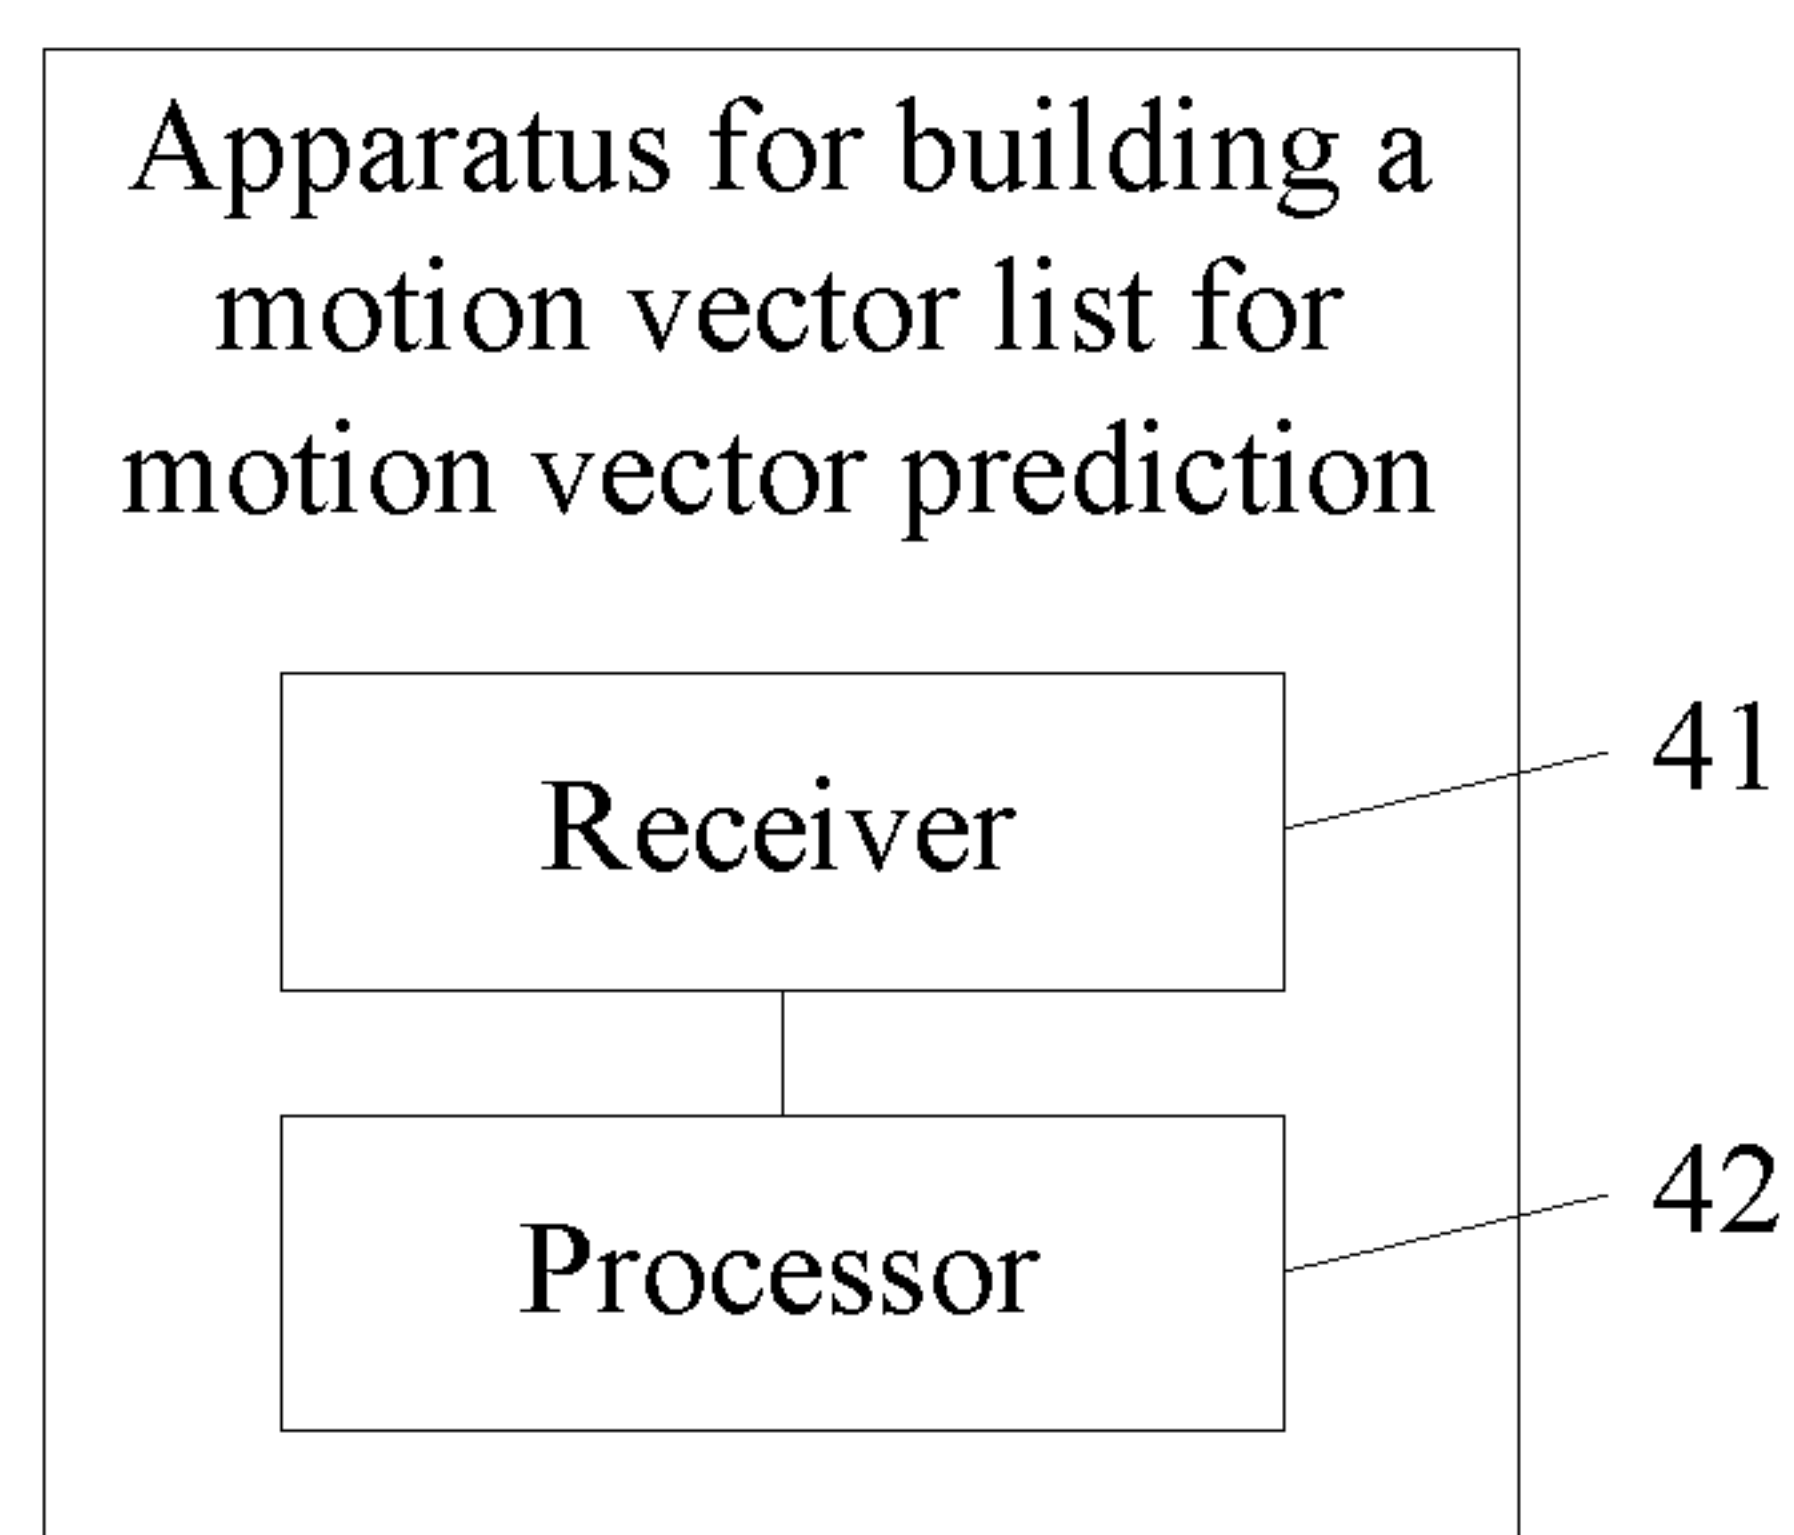 Apparatus for building a
motion vector list for
motion vector prediction
Receiver
41
Processor
42